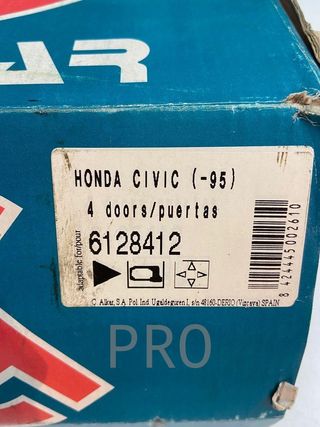 AR
HONDA CIVIC (-95)
4 doors/puertas
adaptable for/pour
6128412
C. Alkar, S.A. Pol. Ind. Ugaldeguren I, s/n 48160-DERIO (Vizcaya) SPAIN
8 424445 002610
PRO